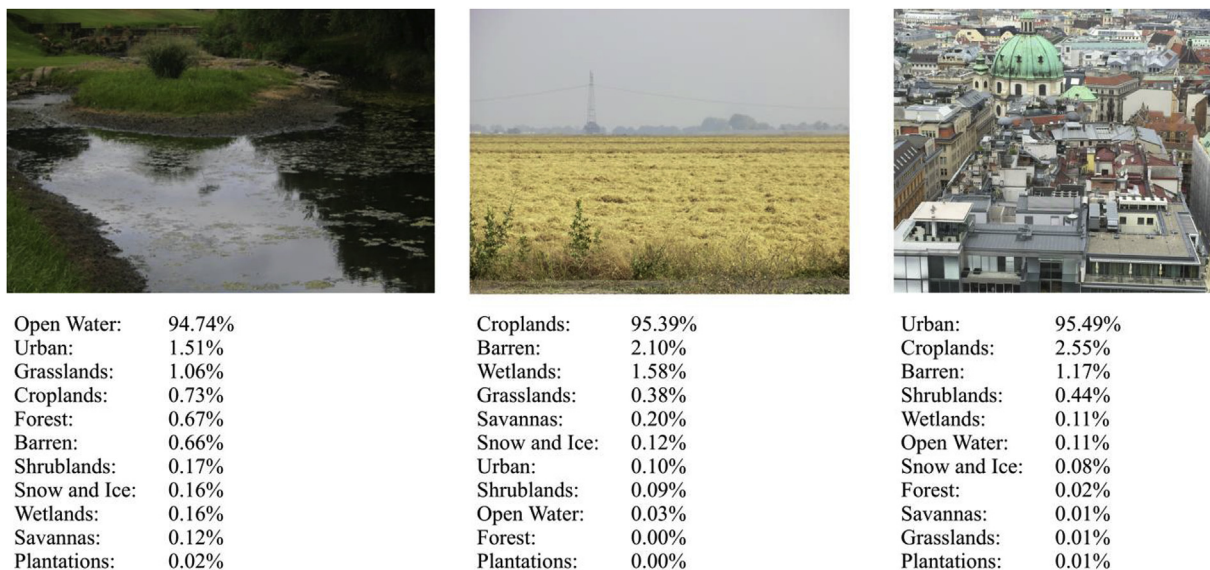 Open Water: 94.74%
Urban: 1.51%
Grasslands: 1.06%
Croplands: 0.73%
Forest: 0.67%
Barren: 0.66%
Shrublands: 0.17%
Snow and Ice: 0.16%
Wetlands: 0.16%
Savannas: 0.12%
Plantations: 0.02%
Croplands: 95.39%
Barren: 2.10%
Wetlands: 1.58%
Grasslands: 0.38%
Savannas: 0.20%
Snow and Ice: 0.12%
Urban: 0.10%
Shrublands: 0.09%
Open Water: 0.03%
Forest: 0.00%
Plantations: 0.00%
Urban: 95.49%
Croplands: 2.55%
Barren: 1.17%
Shrublands: 0.44%
Wetlands: 0.11%
Open Water: 0.11%
Snow and Ice: 0.08%
Forest: 0.02%
Savannas: 0.01%
Grasslands: 0.01%
Plantations: 0.01%